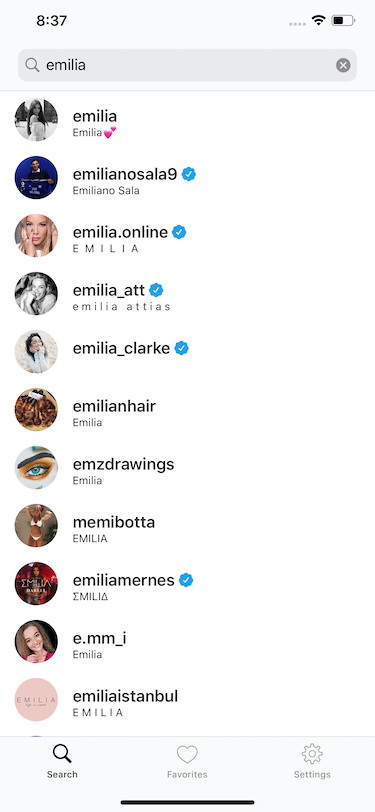 8:37
emilia
emilia
Emilia💕
emilianosala9
Emiliano Sala
emilia.online
E M I L I A
emilia_att
e m i l i a  a t t i a s
emilia_clarke
emilianhair
Emilia
emzdrawings
Emilia
memibotta
EMILIA
emiliamernes
ΣMILIΔ
e.mm_i
Emilia
EMILIA
emiliaistanbul
E M I L I A
Search
Favorites
Settings